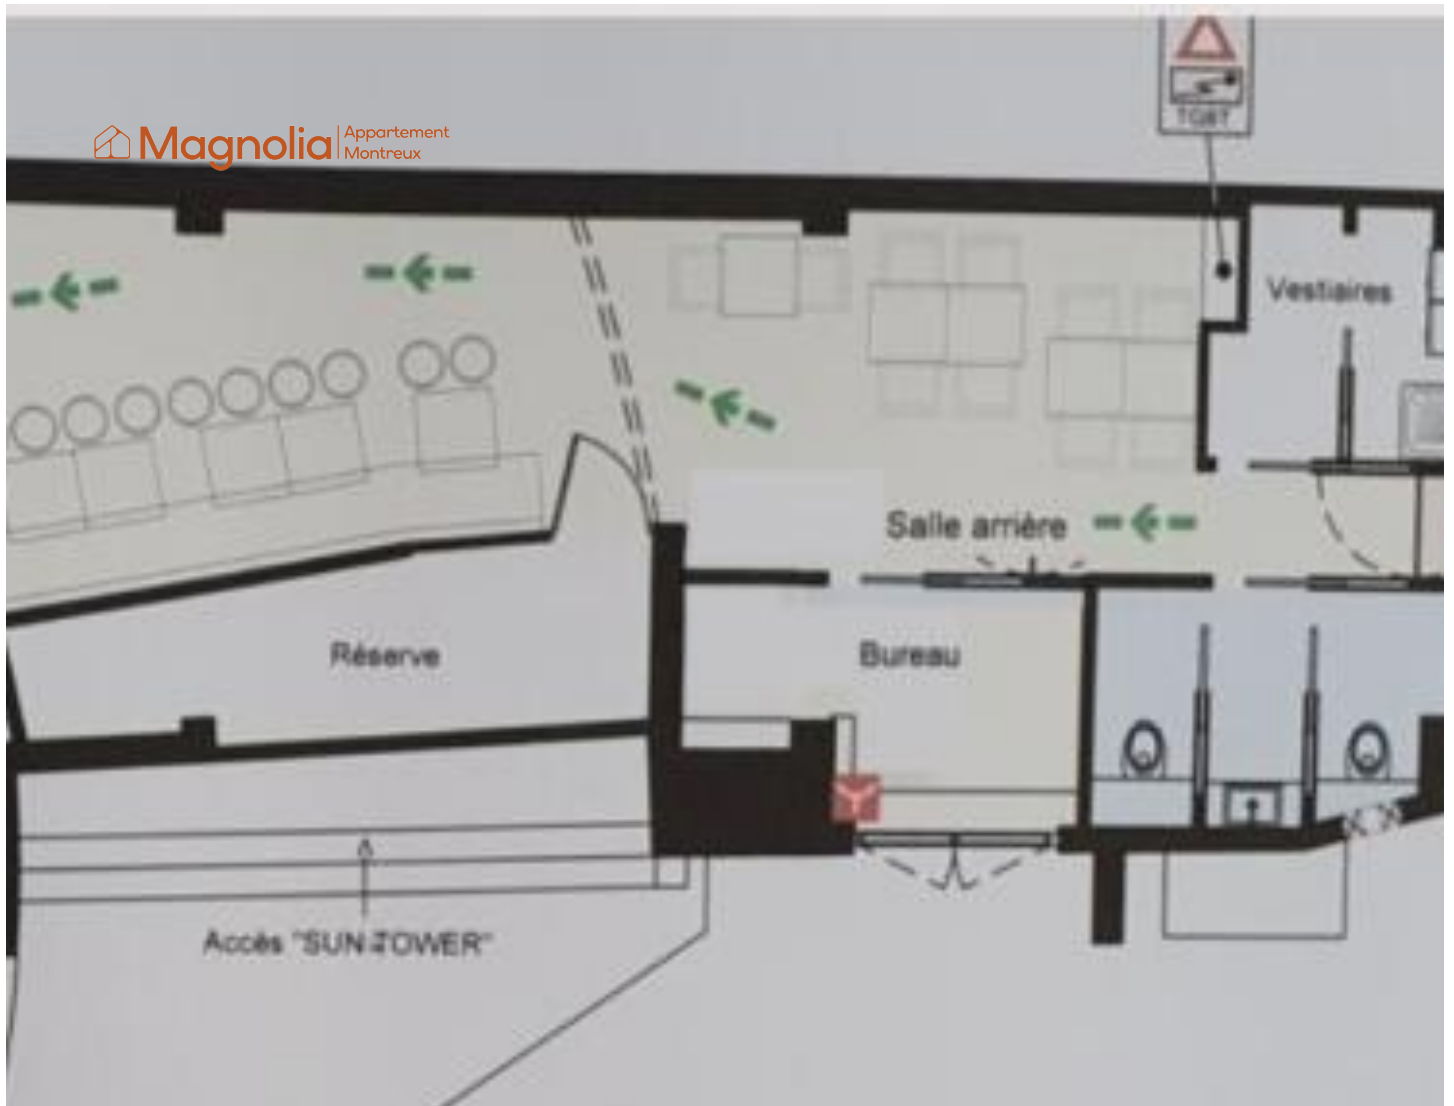 TGBT
Magnolia
Appartement
Montreux
Vestiaires
Salle arrière
Réserve
Bureau
Accès "SUN-TOWER"